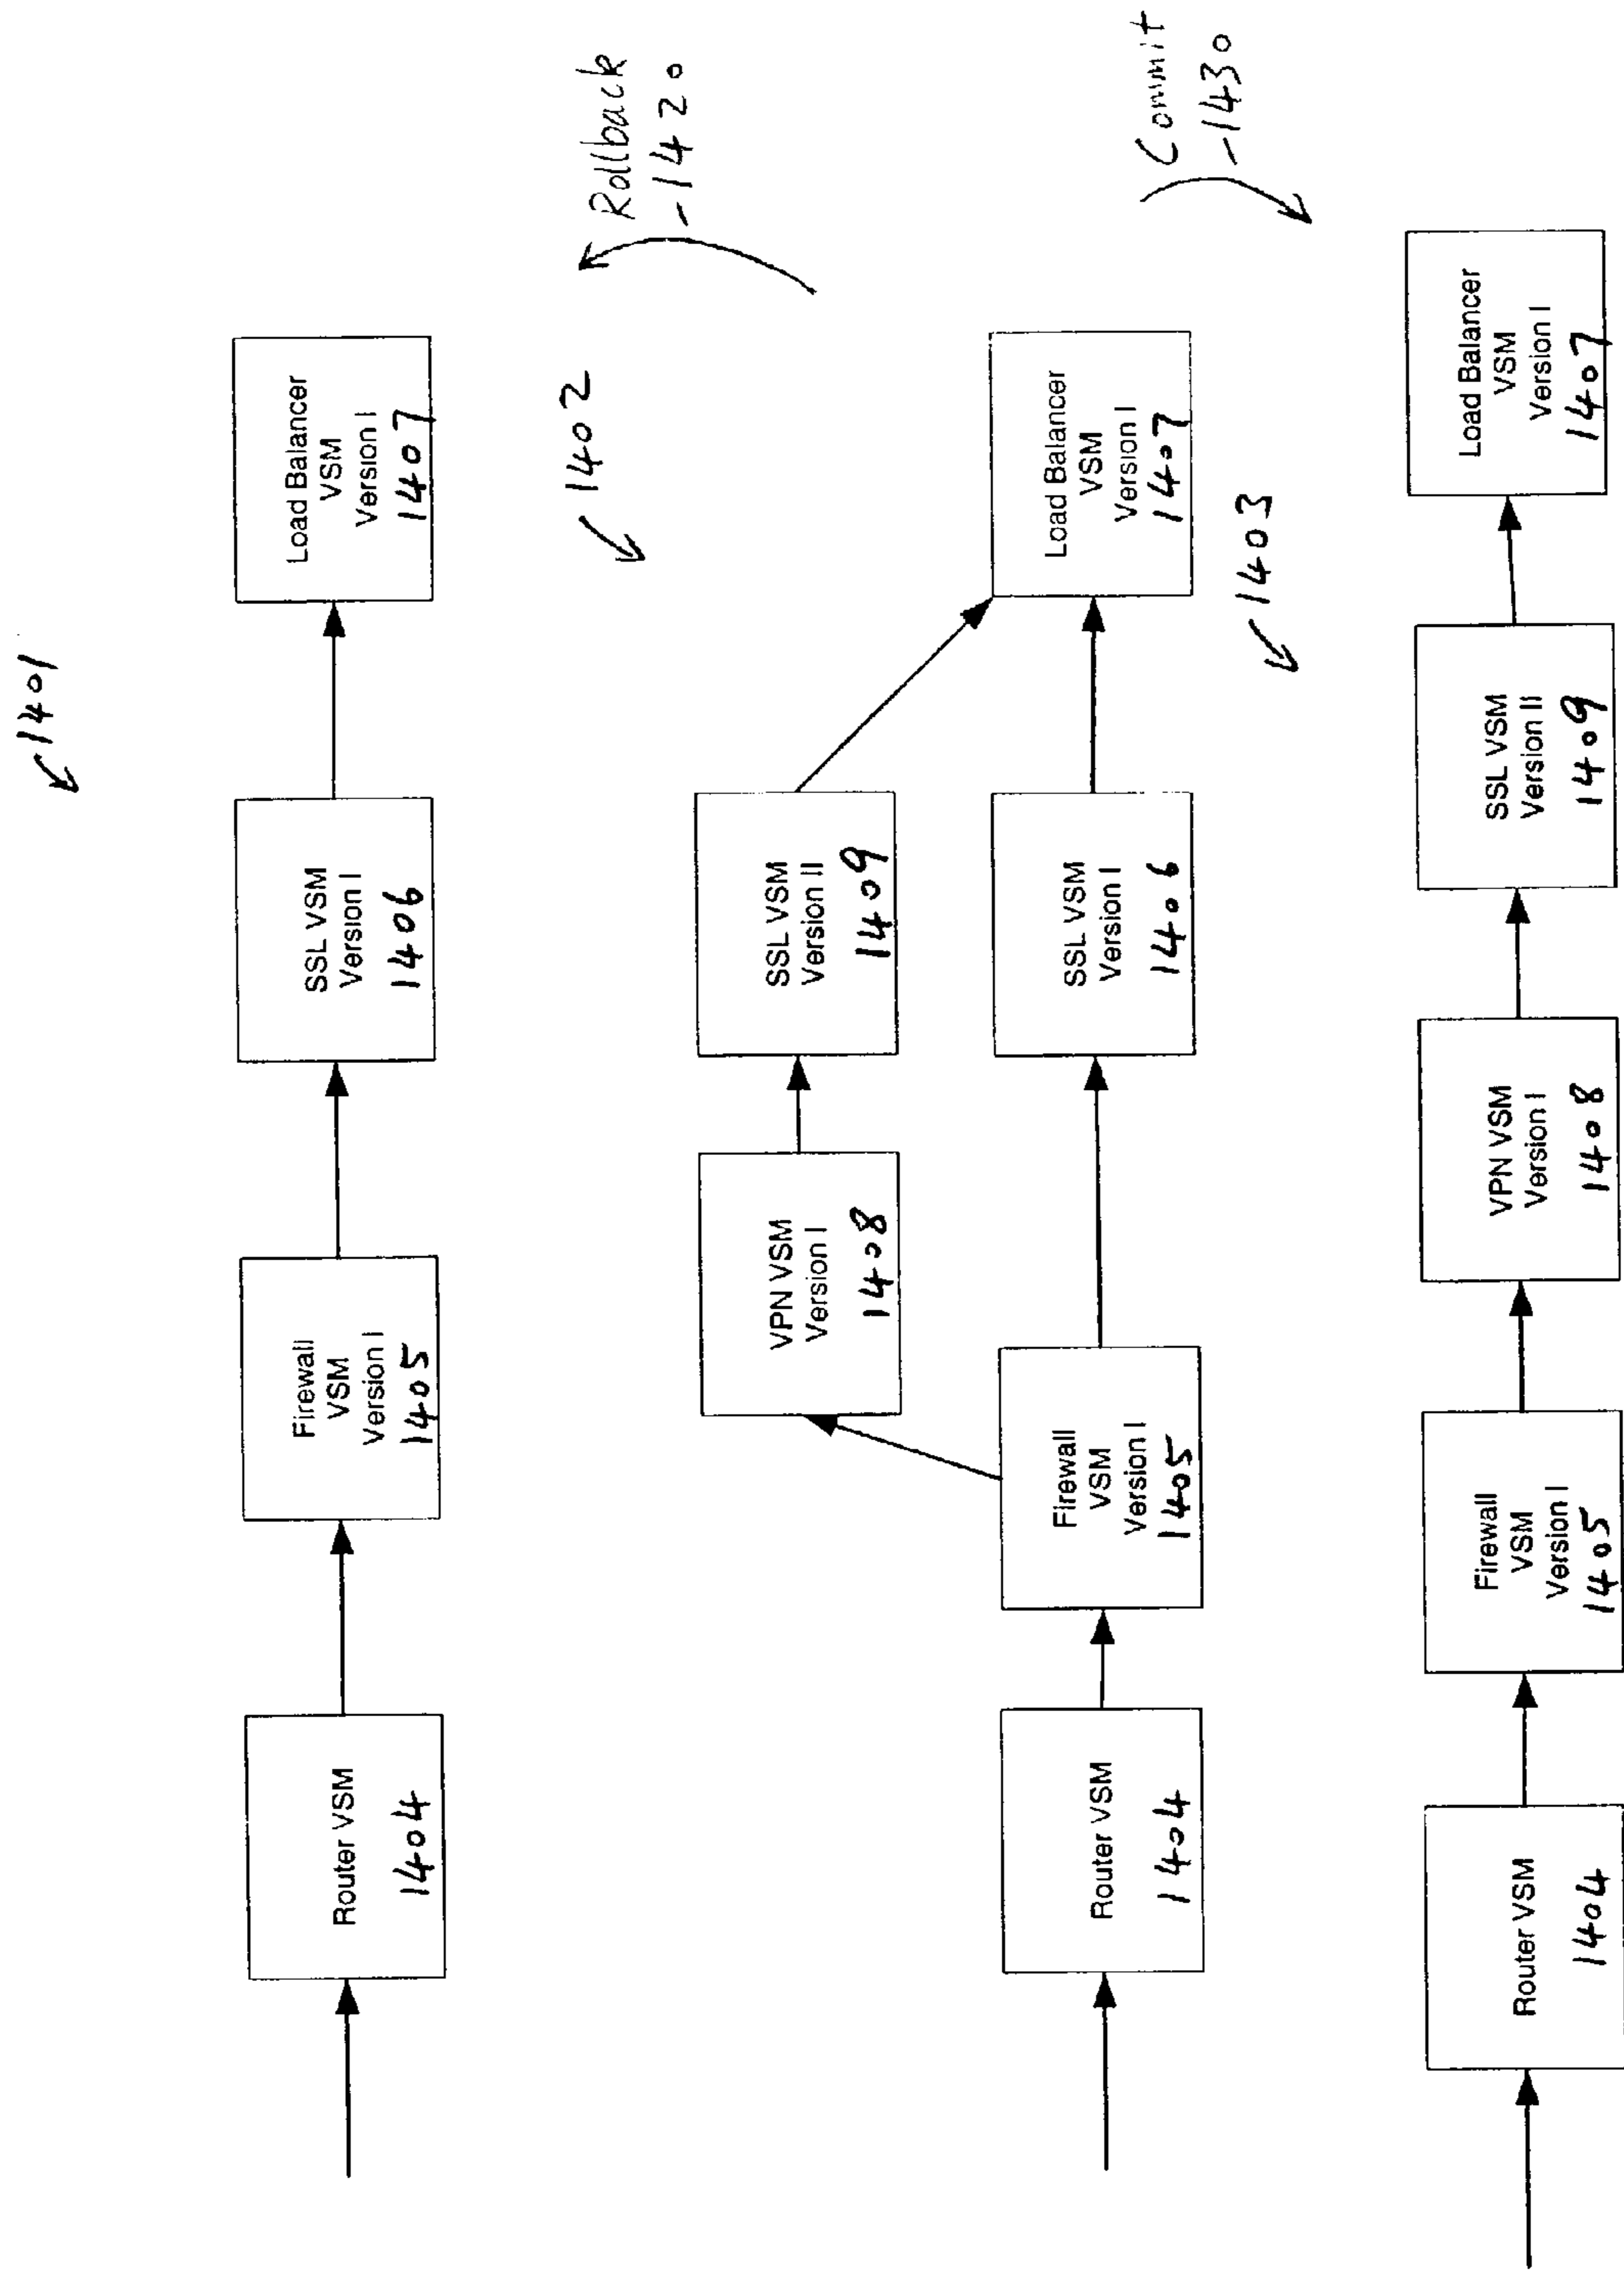 1401
Router VSM
1404
Firewall
VSM
Version I
1405
SSL VSM
Version I
1406
Load Balancer
VSM
Version I
1407
1402
Rollback
-1420
VPN VSM
Version I
1408
SSL VSM
Version II
1409
Router VSM
1404
Firewall
VSM
Version I
1405
SSL VSM
Version I
1406
Load Balancer
VSM
Version I
1407
1403
Commit
-1430
Router VSM
1404
Firewall
VSM
Version I
1405
VPN VSM
Version I
1408
SSL VSM
Version II
1409
Load Balancer
VSM
Version I
1407